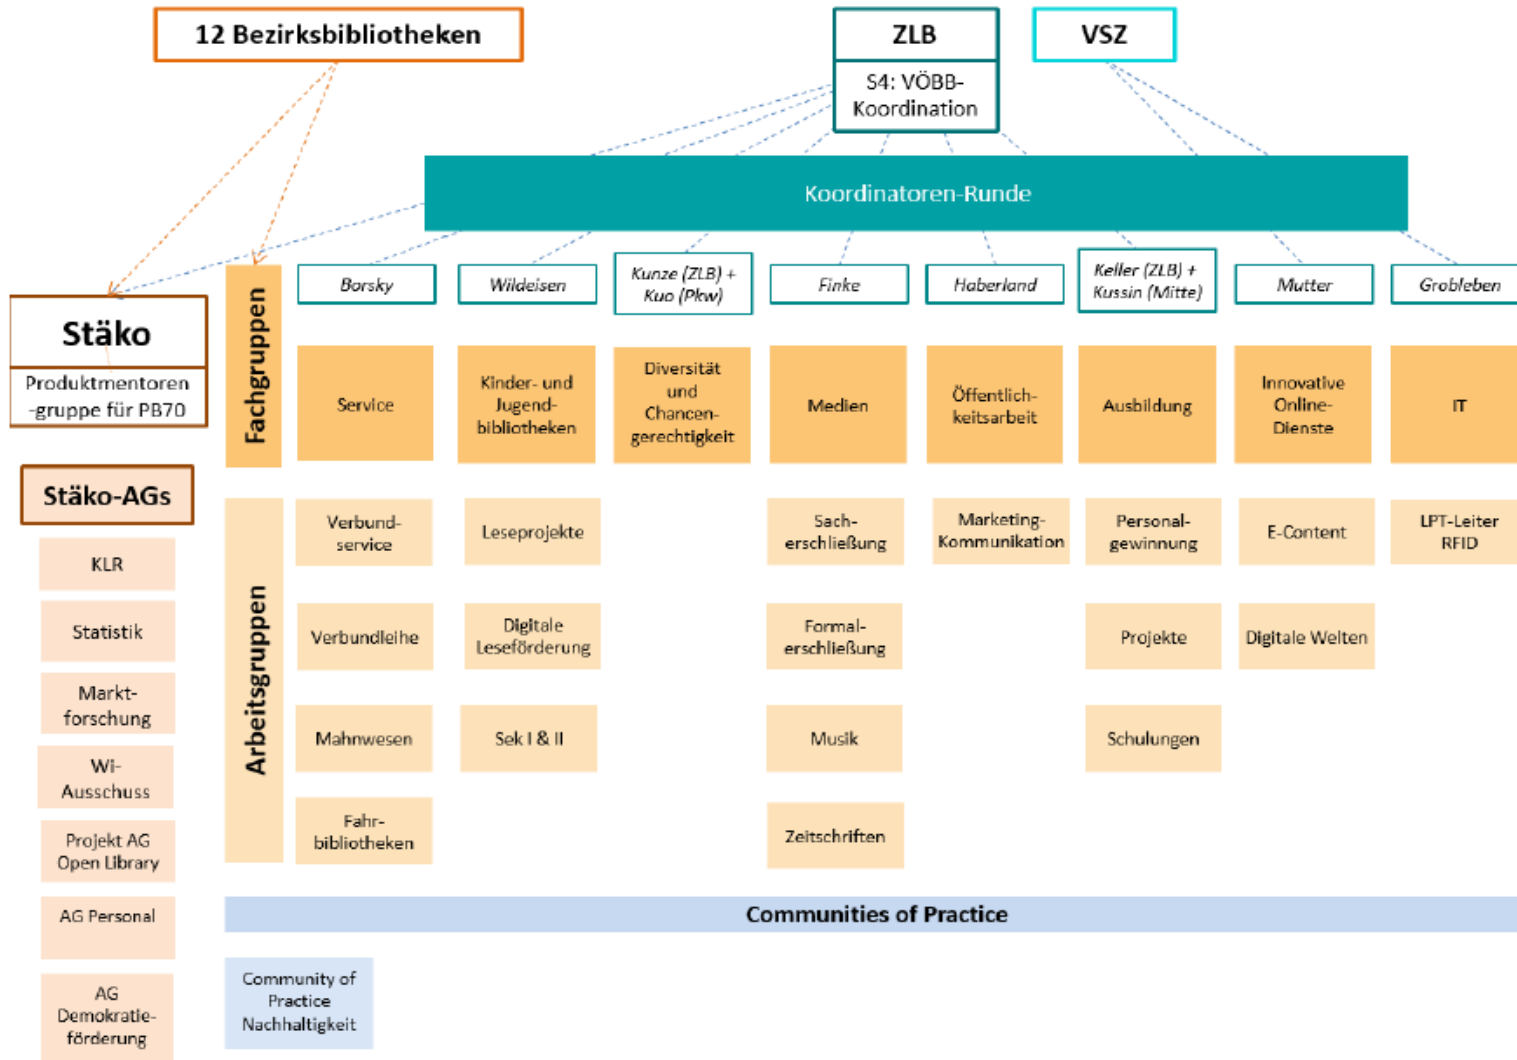 12 Bezirksbibliotheken
ZLB
S4: VÖBB-
Koordination
VSZ
Koordinatoren-Runde
Stäko
Produktmentoren
-gruppe für PB70
Stäko-AGs
KLR
Statistik
Markt-
forschung
Wi-
Ausschuss
Projekt AG
Open Library
AG Personal
AG
Demokratie-
förderung
Fachgruppen
Borsky
Wildeisen
Kunze (ZLB) +
Kuo (Pkw)
Finke
Haberland
Keller (ZLB) +
Kussin (Mitte)
Mutter
Grobleben
Service
Kinder- und
Jugend-
bibliotheken
Diversität
und
Chancen-
gerechtigkeit
Medien
Öffentlich-
keitsarbeit
Ausbildung
Innovative
Online-
Dienste
IT
Arbeitsgruppen
Verbund-
service
Leseprojekte
Sach-
erschließung
Marketing-
Kommunikation
Personal-
gewinnung
E-Content
LPT-Leiter
RFID
Verbundleihe
Digitale
Leseförderung
Formal-
erschließung
Projekte
Digitale Welten
Mahnwesen
Sek I & II
Musik
Schulungen
Fahr-
bibliotheken
Zeitschriften
Communities of Practice
Community of
Practice
Nachhaltigkeit